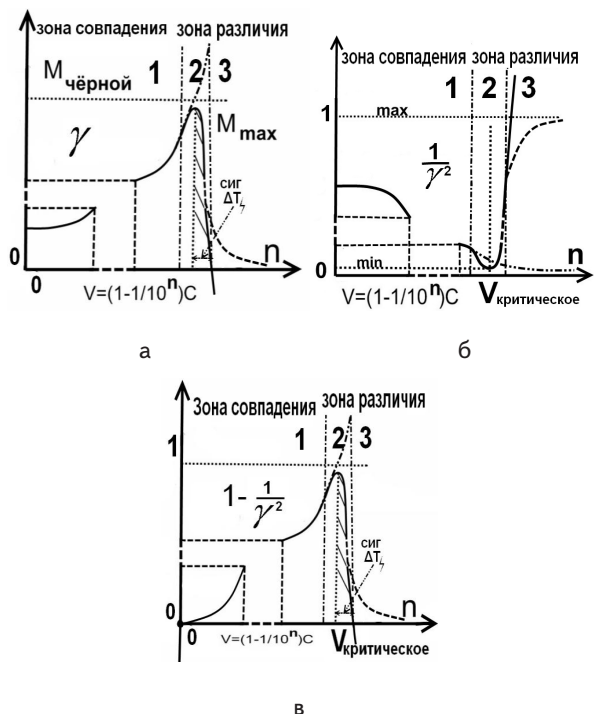 n
зона совпадения
зона различия
M чёрной
1
2
3
M max
γ
сиг
ΔT
0
n
0
V=(1-1/10ⁿ)C
а
n
зона совпадения
зона различия
1
2
3
1
max
1/γ²
min
0
n
V=(1-1/10ⁿ)C
V критическое
б
n
Зона совпадения
зона различия
1
2
3
1
1- 1/γ²
сиг
ΔT
0
n
0
V=(1-1/10ⁿ)C
V критическое
в